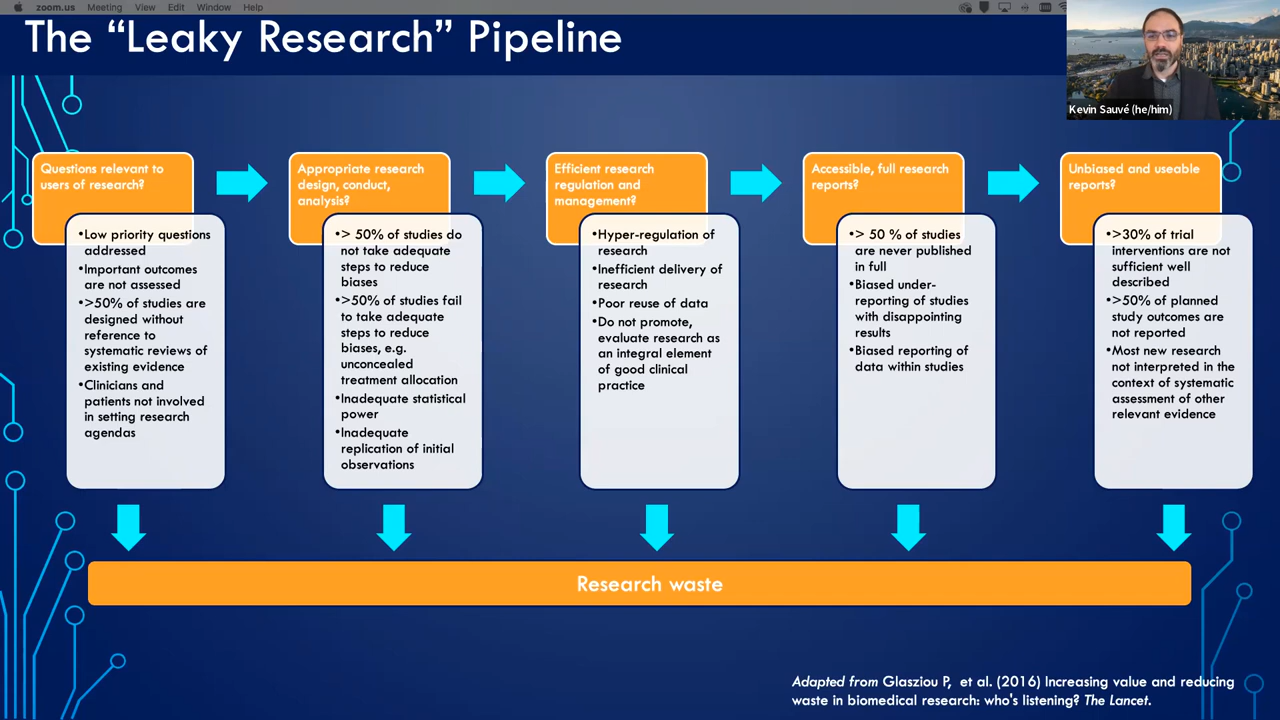 zoom.us Meeting View Edit Window Help
The “Leaky Research” Pipeline
Kevin Sauvé (he/him)
Questions relevant to
users of research?
•Low priority questions
addressed
•Important outcomes
are not assessed
•>50% of studies are
designed without
reference to
systematic reviews of
existing evidence
•Clinicians and
patients not involved
in setting research
agendas
Appropriate research
design, conduct,
analysis?
•> 50% of studies do
not take adequate
steps to reduce
biases
•>50% of studies fail
to take adequate
steps to reduce
biases, e.g.
unconcealed
treatment allocation
•Inadequate statistical
power
•Inadequate
replication of initial
observations
Efficient research
regulation and
management?
•Hyper-regulation of
research
•Inefficient delivery of
research
•Poor reuse of data
•Do not promote,
evaluate research as
an integral element
of good clinical
practice
Accessible, full research
reports?
•> 50 % of studies
are never published
in full
•Biased under-
reporting of studies
with disappointing
results
•Biased reporting of
data within studies
Unbiased and useable
reports?
•>30% of trial
interventions are not
sufficient well
described
•>50% of planned
study outcomes are
not reported
•Most new research
not interpreted in the
context of systematic
assessment of other
relevant evidence
Research waste
Adapted from Glasziou P, et al. (2016) Increasing value and reducing
waste in biomedical research: who's listening? The Lancet.